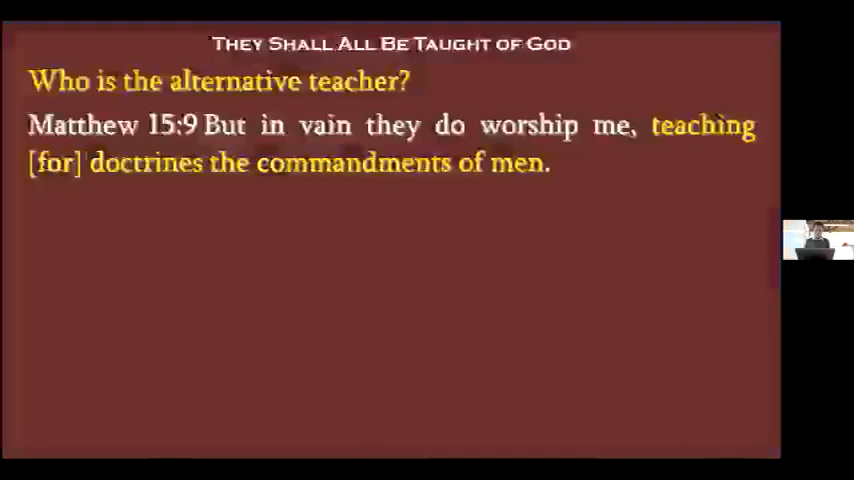 They Shall All Be Taught of God
Who is the alternative teacher?
Matthew 15:9 But in vain they do worship me, teaching
[for] doctrines the commandments of men.